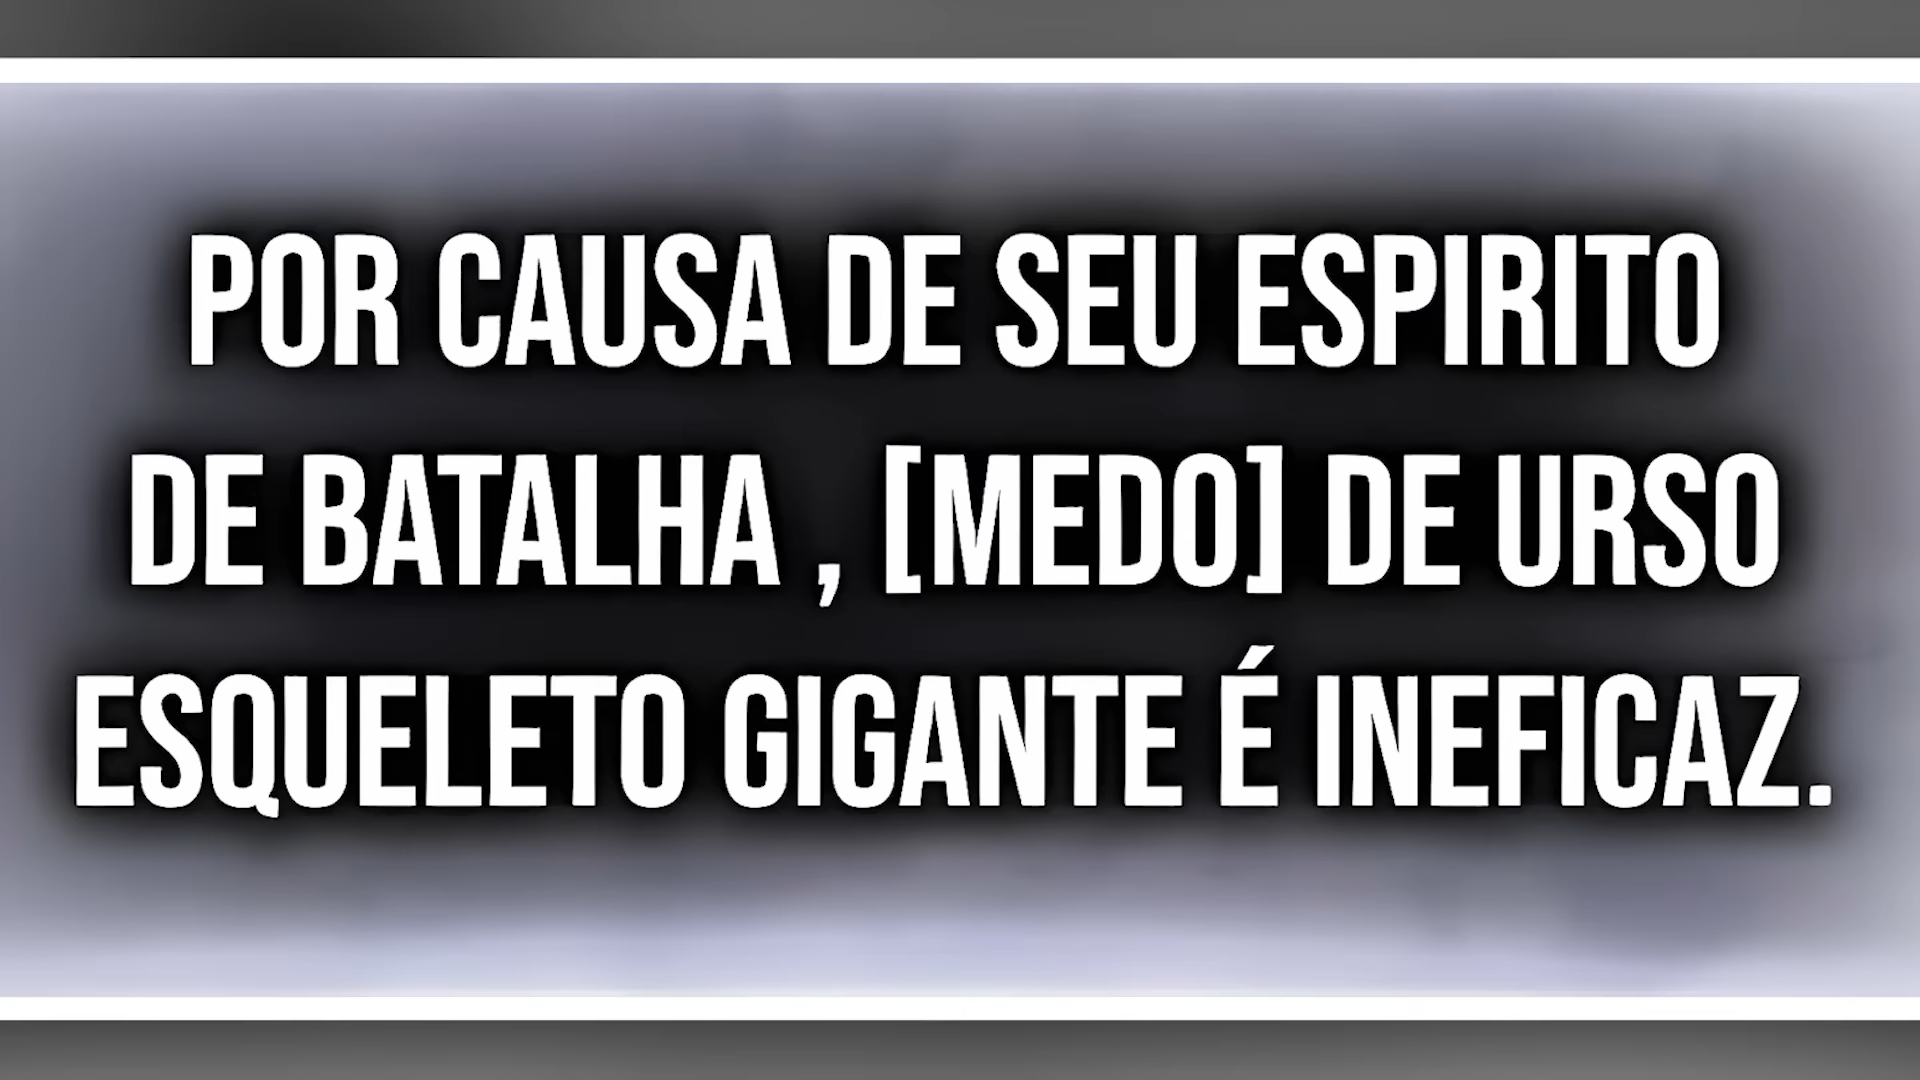 POR CAUSA DE SEU ESPIRITO
DE BATALHA , [MEDO] DE URSO
ESQUELETO GIGANTE É INEFICAZ.